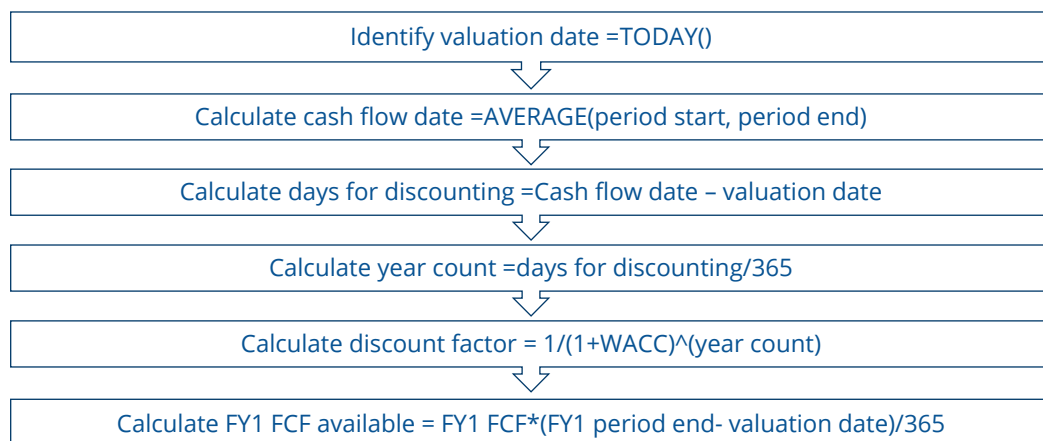 Identify valuation date =TODAY()
Calculate cash flow date =AVERAGE(period start, period end)
Calculate days for discounting =Cash flow date – valuation date
Calculate year count =days for discounting/365
Calculate discount factor = 1/(1+WACC)^(year count)
Calculate FY1 FCF available = FY1 FCF*(FY1 period end- valuation date)/365